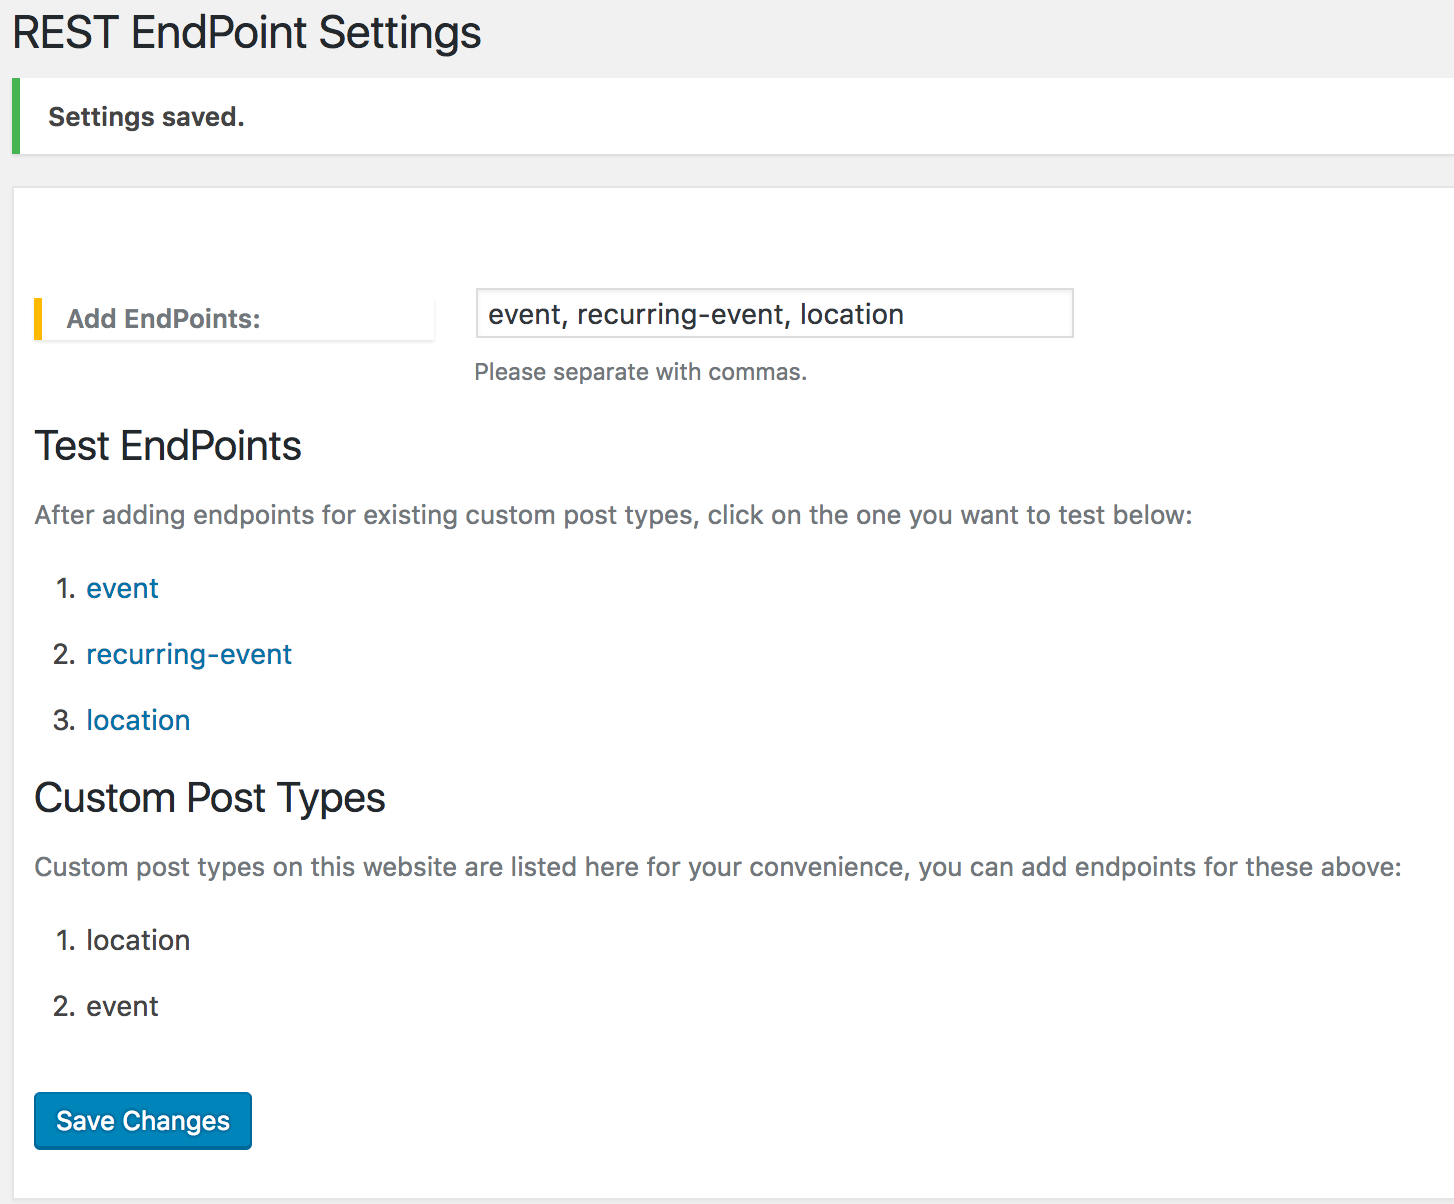 REST EndPoint Settings
Settings saved.
Add EndPoints:
event, recurring-event, location
Please separate with commas.
Test EndPoints
After adding endpoints for existing custom post types, click on the one you want to test below:
1. event
2. recurring-event
3. location
Custom Post Types
Custom post types on this website are listed here for your convenience, you can add endpoints for these above:
1. location
2. event
Save Changes